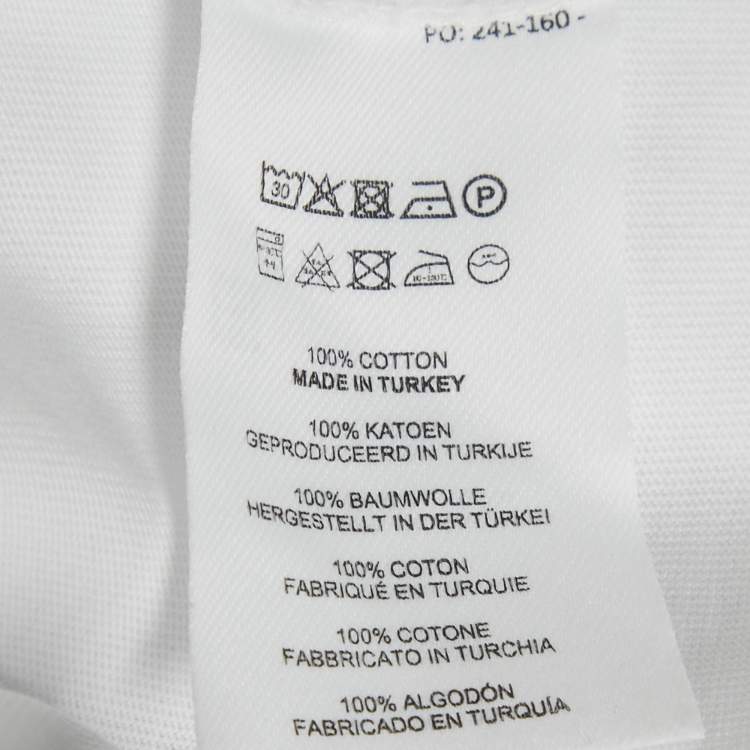 PO: 241-160 -
30
P
100% COTTON
MADE IN TURKEY
100% KATOEN
GEPRODUCEERD IN TURKIJE
100% BAUMWOLLE
HERGESTELLT IN DER TÜRKEI
100% COTON
FABRIQUÉ EN TURQUIE
100% COTONE
FABBRICATO IN TURCHIA
100% ALGODÓN
FABRICADO EN TURQUÍA